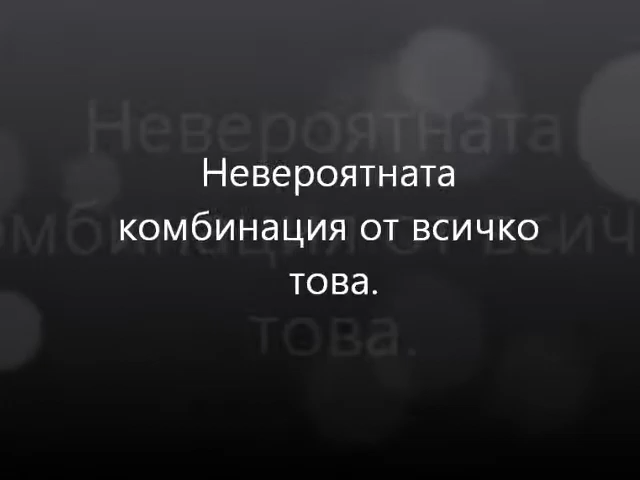 Невероятната
комбинация от всичко
това.